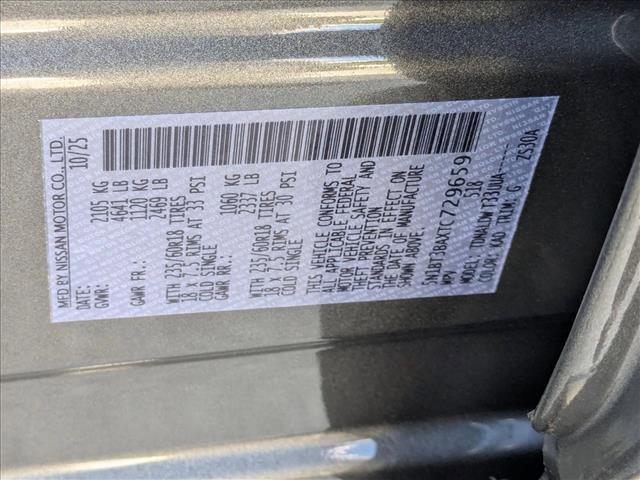 MFD BY NISSAN MOTOR CO., LTD.
DATE: 10/25
GVWR: 2105 KG
4641 LB
GAWR FR.: 1120 KG
2469 LB
WITH 235/60R18 TIRES
18 x 7.5 RIMS AT 33 PSI
COLD SINGLE
GAWR RR.: 1060 KG
2337 LB
WITH 235/60R18 TIRES
18 x 7.5 RIMS AT 30 PSI
COLD SINGLE
THIS VEHICLE CONFORMS TO
ALL APPLICABLE FEDERAL
MOTOR VEHICLE SAFETY AND
THEFT PREVENTION
STANDARDS IN EFFECT ON
THE DATE OF MANUFACTURE
SHOWN ABOVE.
5N1BT3BAXTC729659
MPV 518
MODEL: TDMALDWT33UUA-----
COLOR: KAD TRIM: G ZS30A